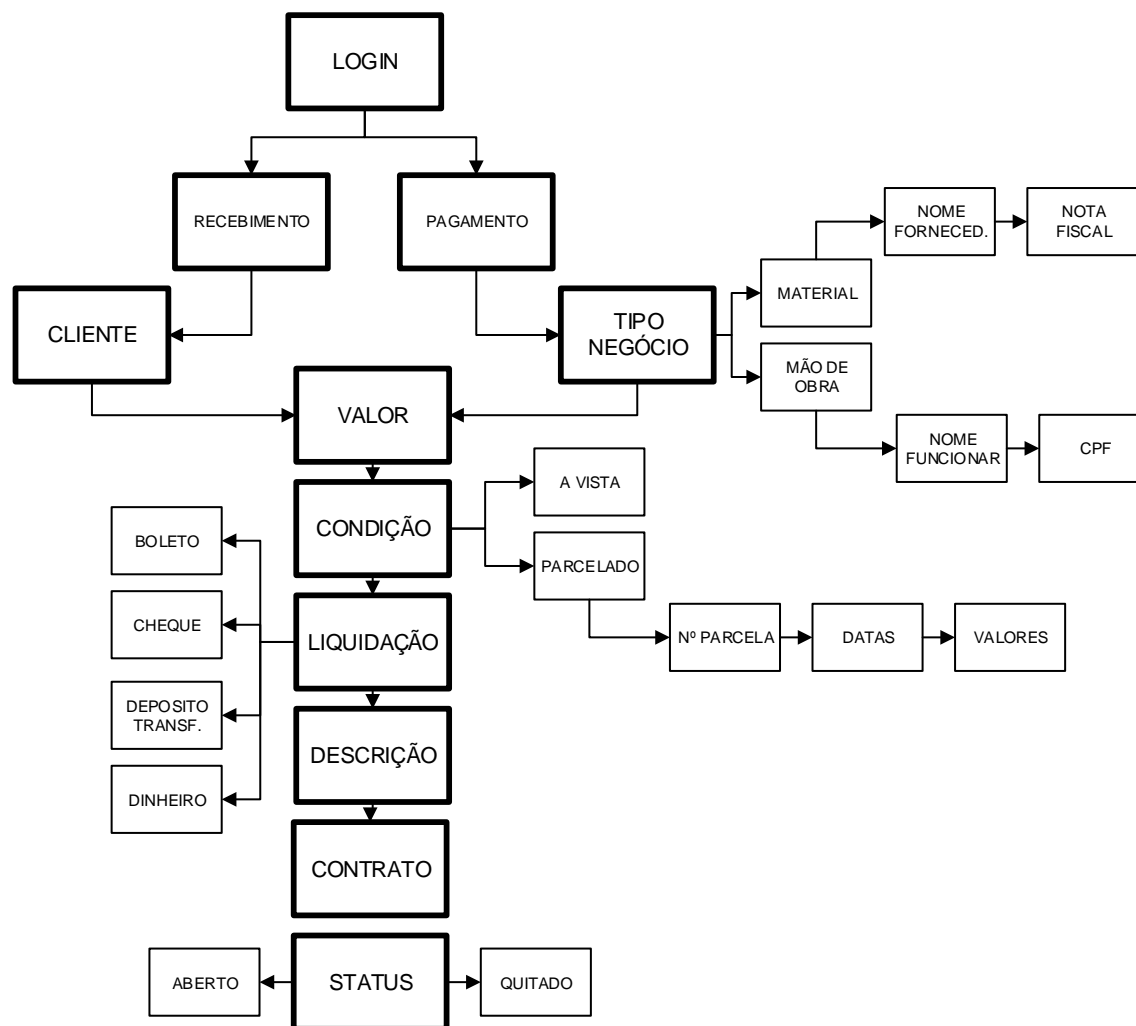 LOGIN
RECEBIMENTO
PAGAMENTO
NOME
FORNECED.
NOTA
FISCAL
MATERIAL
CLIENTE
TIPO
NEGÓCIO
MÃO DE
OBRA
VALOR
NOME
FUNCIONAR
CPF
A VISTA
CONDIÇÃO
BOLETO
PARCELADO
CHEQUE
LIQUIDAÇÃO
Nº PARCELA
DATAS
VALORES
DEPOSITO
TRANSF.
DESCRIÇÃO
DINHEIRO
CONTRATO
ABERTO
STATUS
QUITADO